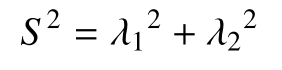 S² = λ₁² + λ₂²